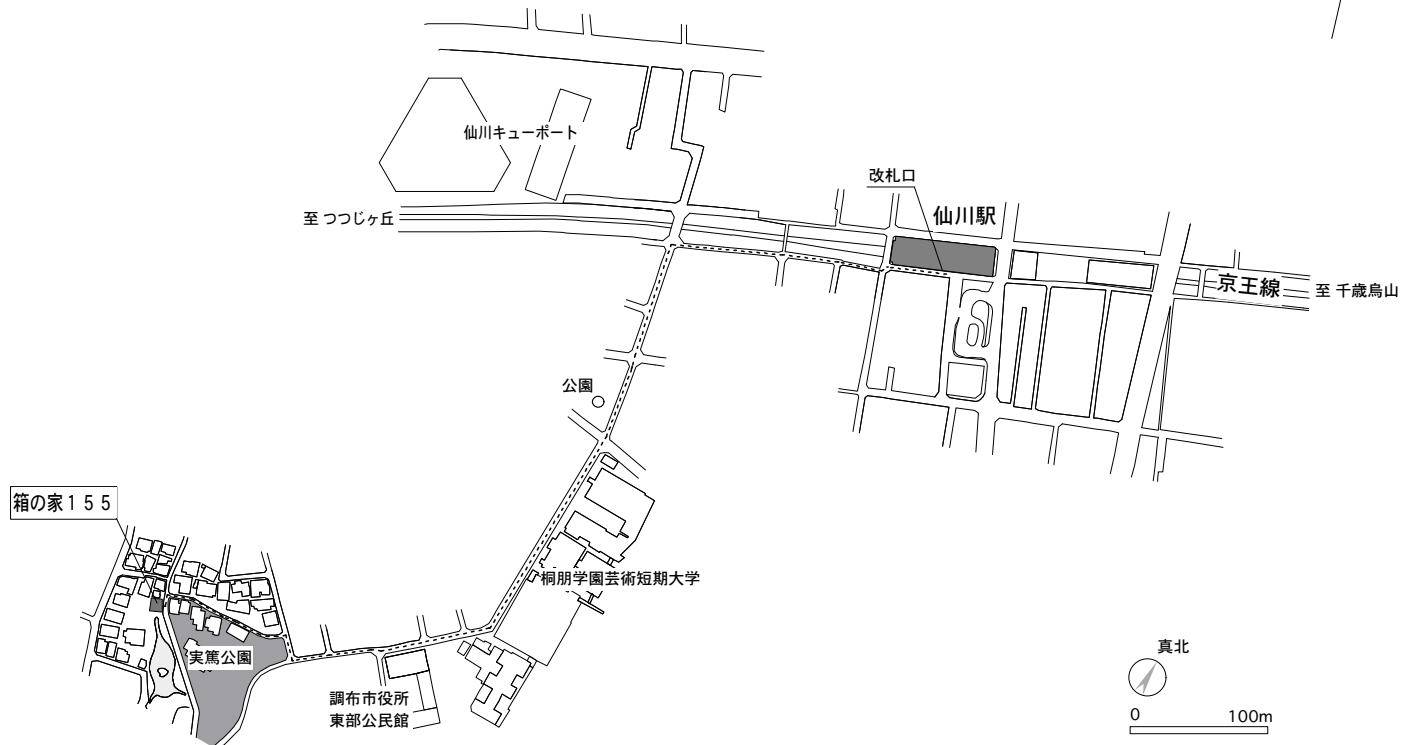 仙川キューポート
改札口
仙川駅
至 つつじヶ丘
京王線
至 千歳烏山
公園
箱の家１５５
桐朋学園芸術短期大学
実篤公園
調布市役所
東部公民館
真北
0 100m